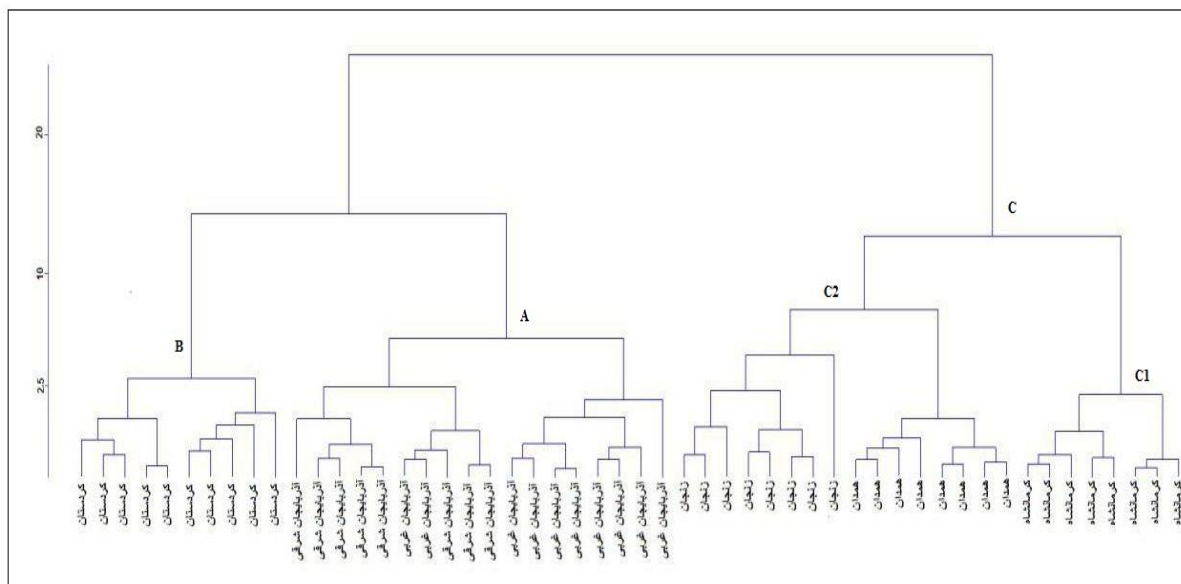 20
10
2.5
C
C2
A
B
C1
کردستان
کردستان
کردستان
کردستان
کردستان
کردستان
کردستان
کردستان
کردستان
کردستان
آذربایجان شرقی
آذربایجان شرقی
آذربایجان شرقی
آذربایجان شرقی
آذربایجان شرقی
آذربایجان غربی
آذربایجان غربی
آذربایجان شرقی
آذربایجان شرقی
آذربایجان شرقی
آذربایجان غربی
آذربایجان غربی
آذربایجان غربی
آذربایجان غربی
آذربایجان غربی
آذربایجان غربی
آذربایجان غربی
آذربایجان غربی
زنجان
زنجان
زنجان
زنجان
زنجان
زنجان
زنجان
زنجان
همدان
همدان
همدان
همدان
همدان
همدان
همدان
همدان
کرمانشاه
کرمانشاه
کرمانشاه
کرمانشاه
کرمانشاه
کرمانشاه
کرمانشاه
کرمانشاه